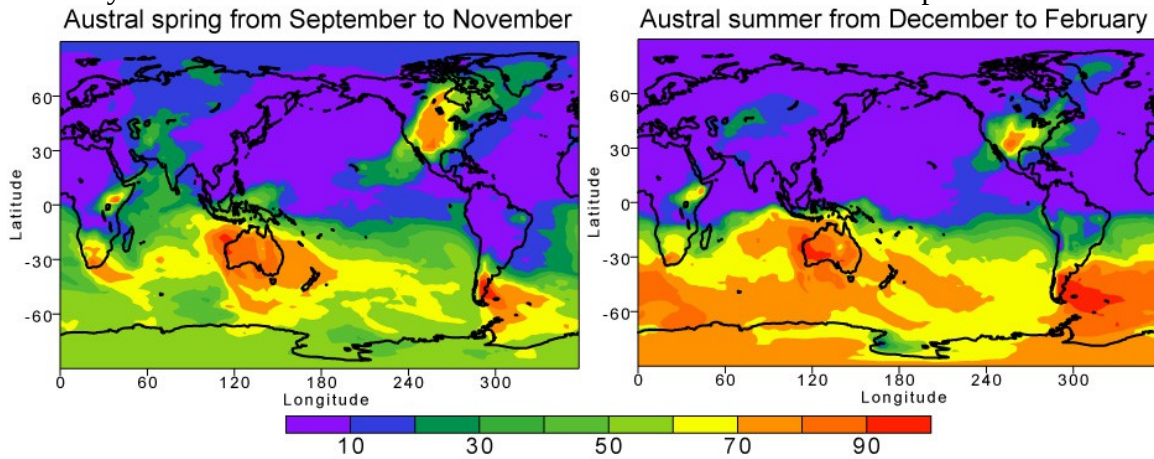 Austral spring from September to November
Austral summer from December to February
60
30
0
-30
-60
Latitude
0 60 120 180 240 300
Longitude
60
30
0
-30
-60
Latitude
0 60 120 180 240 300
Longitude
10 30 50 70 90